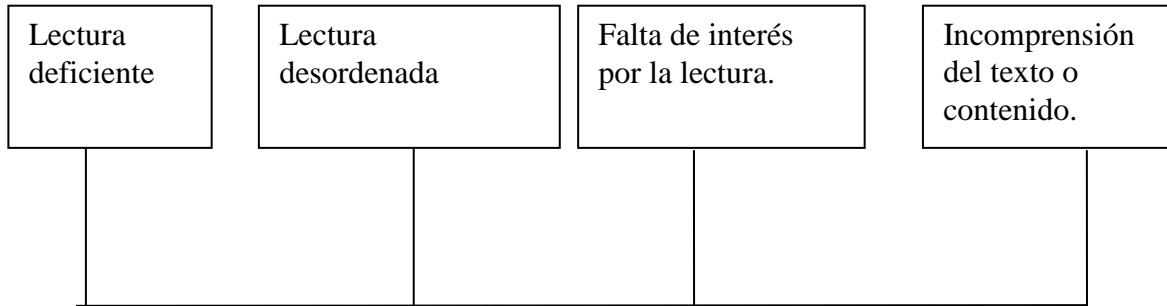 Lectura
deficiente
Lectura
desordenada
Falta de interés
por la lectura.
Incomprensión
del texto o
contenido.